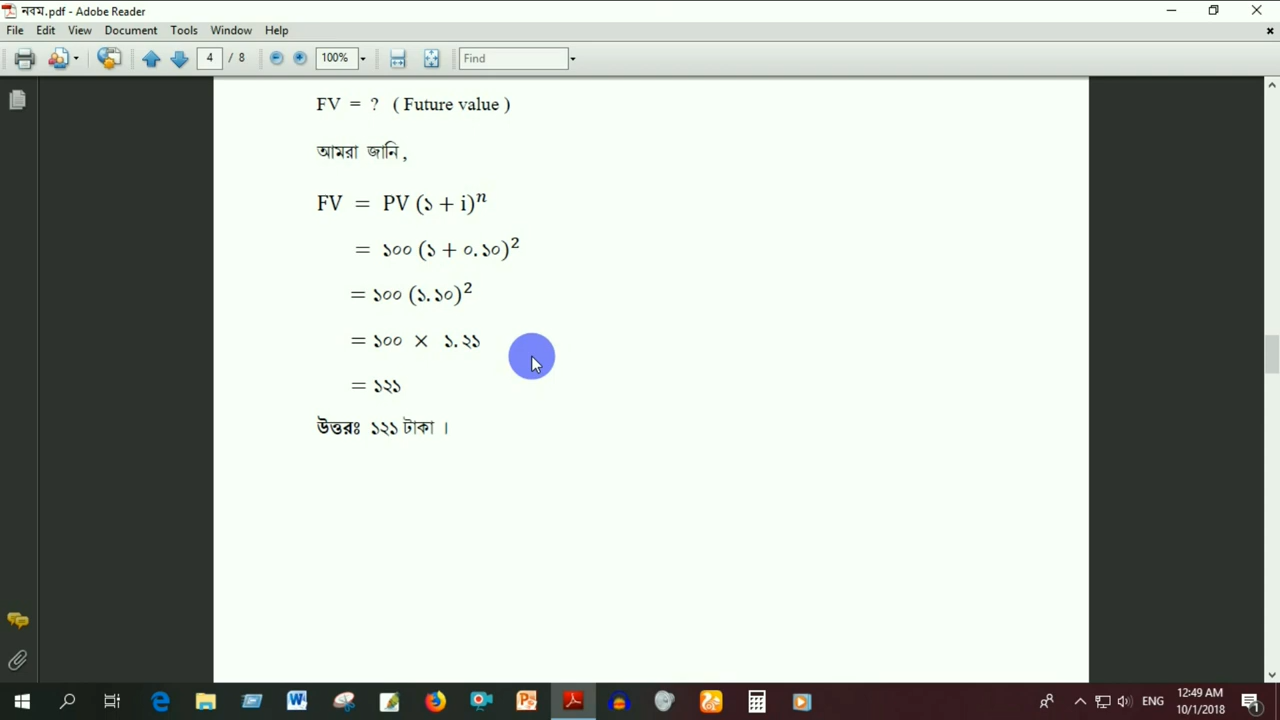 নবম.pdf - Adobe Reader
File Edit View Document Tools Window Help
4 / 8 100% Find
FV = ? ( Future value )
আমরা জানি ,
FV = PV (১ + i)ⁿ
= ১০০ (১ + ০.১০)²
= ১০০ (১.১০)²
= ১০০ × ১.২১
= ১২১
উত্তরঃ ১২১ টাকা ।
ENG
12:49 AM
10/1/2018